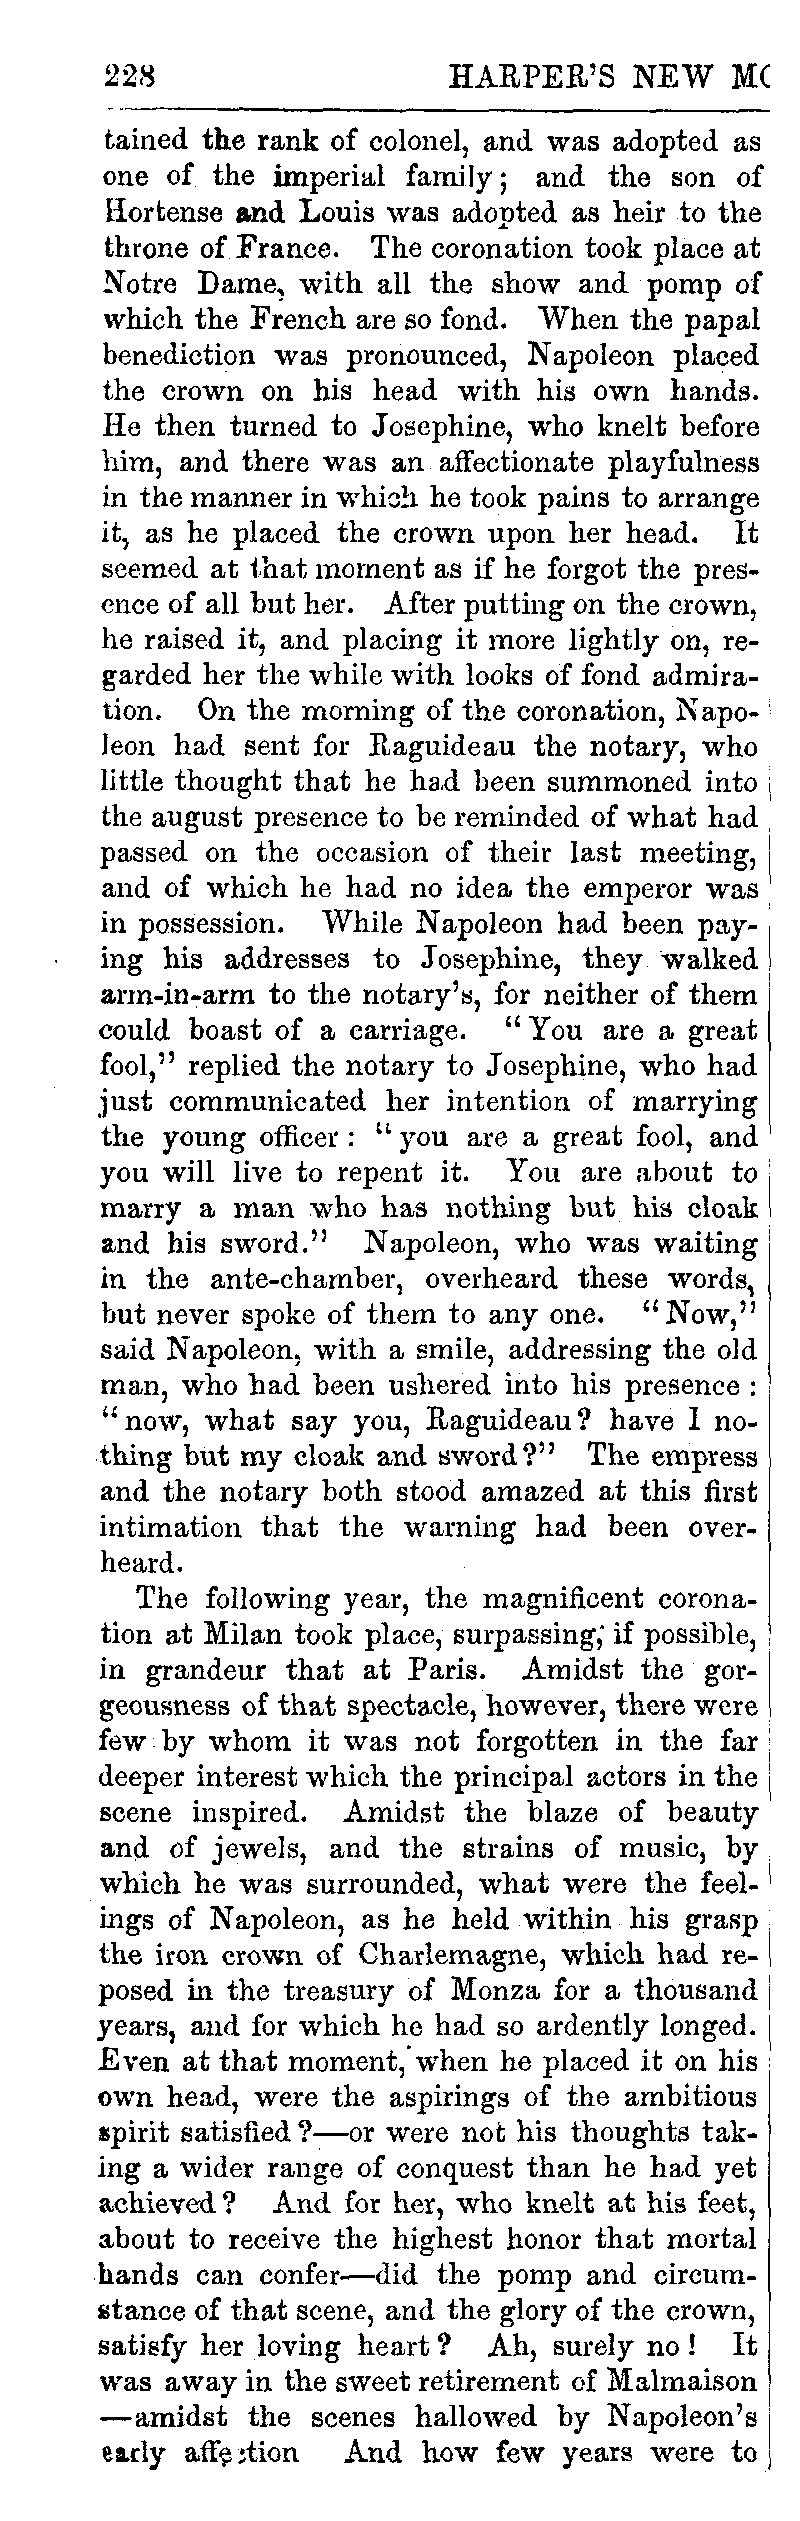 228 HARPER'S NEW MO
tained the rank of colonel, and was adopted as
one of the imperial family; and the son of
Hortense and Louis was adopted as heir to the
throne of France. The coronation took place at
Notre Dame, with all the show and pomp of
which the French are so fond. When the papal
benediction was pronounced, Napoleon placed
the crown on his head with his own hands.
He then turned to Josephine, who knelt before
him, and there was an affectionate playfulness
in the manner in which he took pains to arrange
it, as he placed the crown upon her head. It
seemed at that moment as if he forgot the pres-
ence of all but her. After putting on the crown,
he raised it, and placing it more lightly on, re-
garded her the while with looks of fond admira-
tion. On the morning of the coronation, Napo-
leon had sent for Raguideau the notary, who
little thought that he had been summoned into
the august presence to be reminded of what had
passed on the occasion of their last meeting,
and of which he had no idea the emperor was
in possession. While Napoleon had been pay-
ing his addresses to Josephine, they walked
arm-in-arm to the notary's, for neither of them
could boast of a carriage. "You are a great
fool," replied the notary to Josephine, who had
just communicated her intention of marrying
the young officer: "you are a great fool, and
you will live to repent it. You are about to
marry a man who has nothing but his cloak
and his sword." Napoleon, who was waiting
in the ante-chamber, overheard these words,
but never spoke of them to any one. "Now,"
said Napoleon, with a smile, addressing the old
man, who had been ushered into his presence:
"now, what say you, Raguideau? have I no-
thing but my cloak and sword?" The empress
and the notary both stood amazed at this first
intimation that the warning had been over-
heard.
The following year, the magnificent corona-
tion at Milan took place, surpassing, if possible,
in grandeur that at Paris. Amidst the gor-
geousness of that spectacle, however, there were
few by whom it was not forgotten in the far
deeper interest which the principal actors in the
scene inspired. Amidst the blaze of beauty
and of jewels, and the strains of music, by
which he was surrounded, what were the feel-
ings of Napoleon, as he held within his grasp
the iron crown of Charlemagne, which had re-
posed in the treasury of Monza for a thousand
years, and for which he had so ardently longed.
Even at that moment, when he placed it on his
own head, were the aspirings of the ambitious
spirit satisfied?—or were not his thoughts tak-
ing a wider range of conquest than he had yet
achieved? And for her, who knelt at his feet,
about to receive the highest honor that mortal
hands can confer—did the pomp and circum-
stance of that scene, and the glory of the crown,
satisfy her loving heart? Ah, surely no! It
was away in the sweet retirement of Malmaison
—amidst the scenes hallowed by Napoleon's
early affection And how few years were to